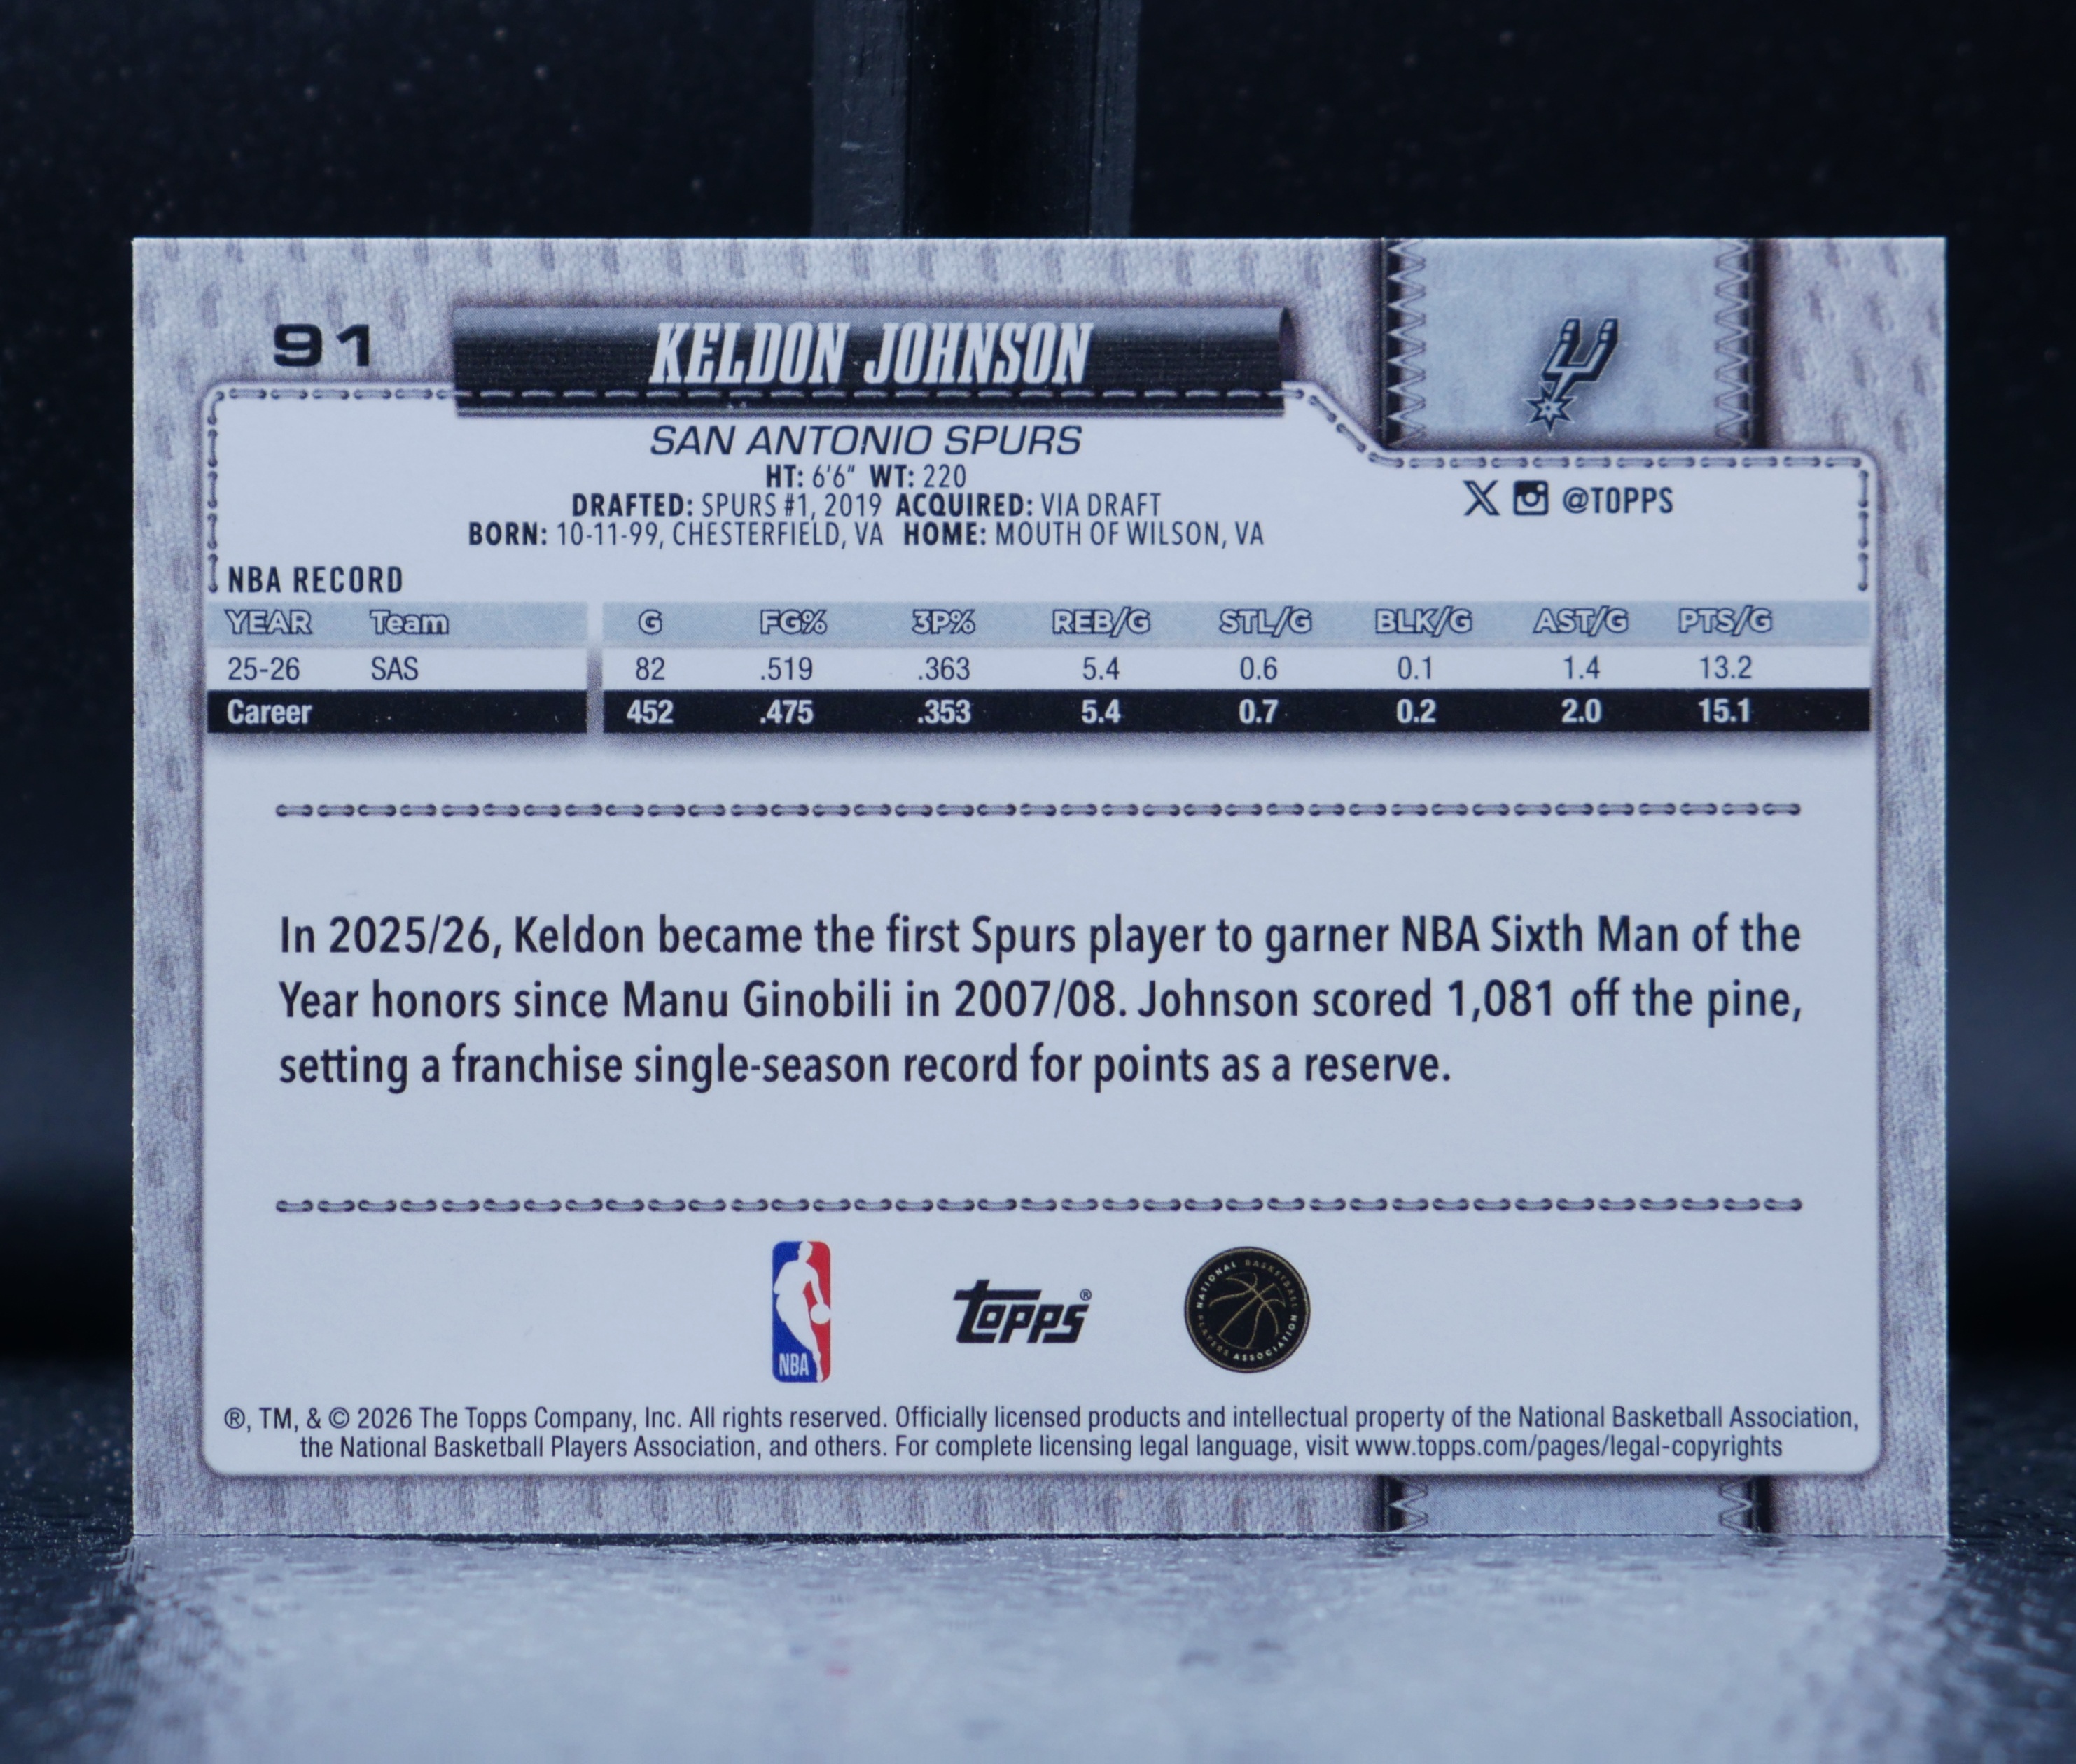 91
KELDON JOHNSON
SAN ANTONIO SPURS
HT: 6'6" WT: 220
DRAFTED: SPURS #1, 2019 ACQUIRED: VIA DRAFT
BORN: 10-11-99, CHESTERFIELD, VA HOME: MOUTH OF WILSON, VA
@TOPPS
NBA RECORD
YEAR Team G FG% 3P% REB/G STL/G BLK/G AST/G PTS/G
25-26 SAS 82 .519 .363 5.4 0.6 0.1 1.4 13.2
Career 452 .475 .353 5.4 0.7 0.2 2.0 15.1
In 2025/26, Keldon became the first Spurs player to garner NBA Sixth Man of the
Year honors since Manu Ginobili in 2007/08. Johnson scored 1,081 off the pine,
setting a franchise single-season record for points as a reserve.
NBA
topps®
NATIONAL BASKETBALL PLAYERS ASSOCIATION
®, TM, & © 2026 The Topps Company, Inc. All rights reserved. Officially licensed products and intellectual property of the National Basketball Association,
the National Basketball Players Association, and others. For complete licensing legal language, visit www.topps.com/pages/legal-copyrights